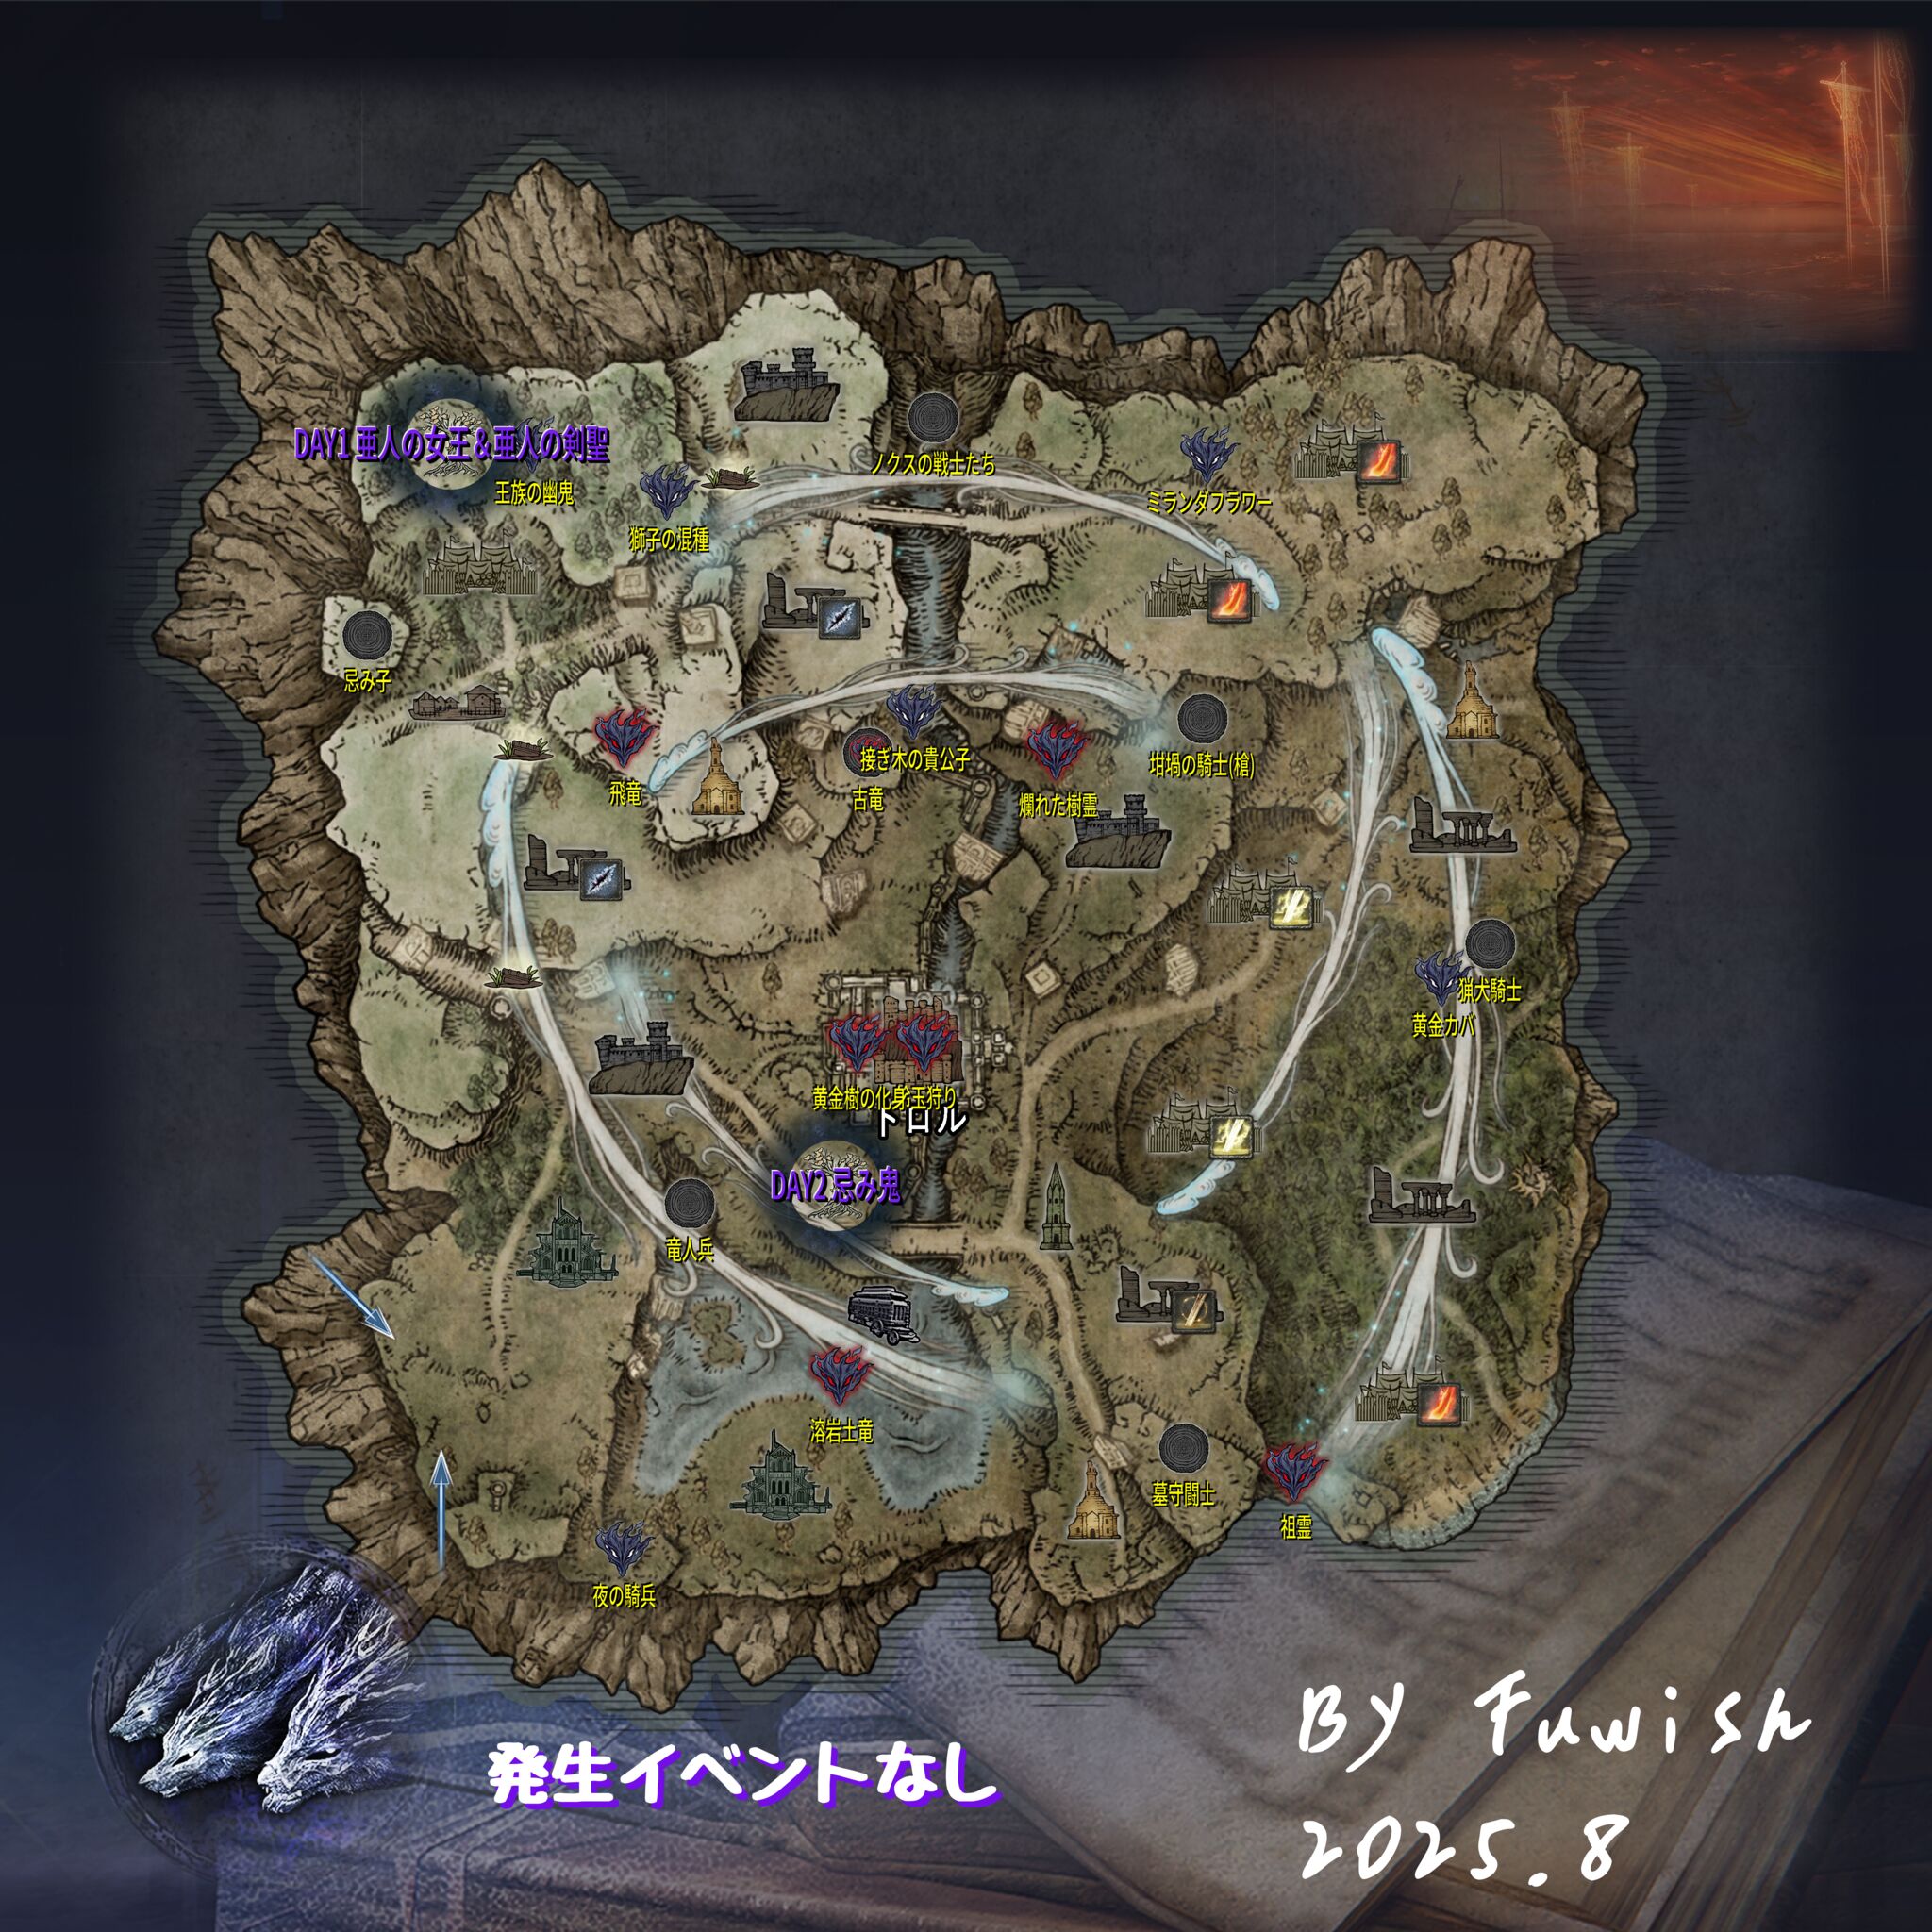 DAY1 亜人の女王&亜人の剣聖
ノクスの戦士たち
王族の幽鬼
ミランダフラワー
獅子の混種
忌み子
接ぎ木の貴公子
坩堝の騎士(槍)
飛竜
古竜
爛れた樹霊
猟犬騎士
黄金カバ
黄金樹の化身
王狩り
トロル
DAY2 忌み鬼
竜人兵
溶岩土竜
墓守闘士
祖霊
夜の騎兵
発生イベントなし
BY Fuwish
2025.8